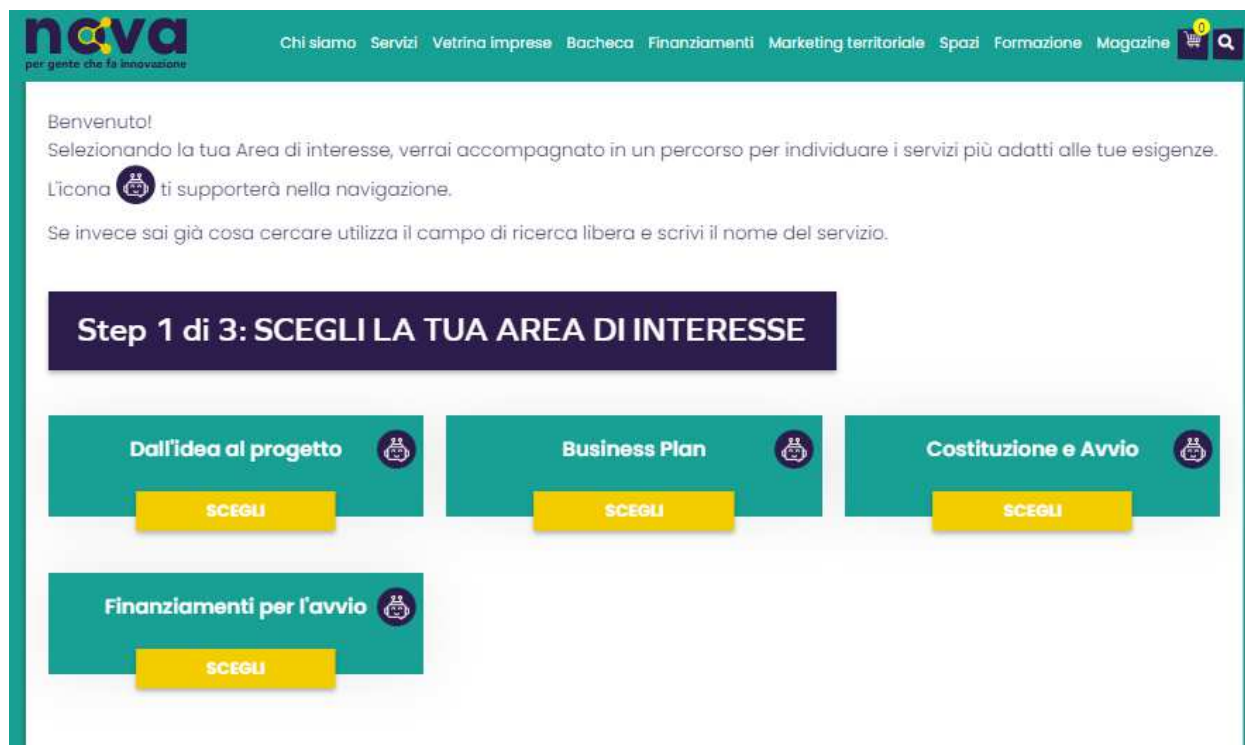 nova
per gente che fa innovazione
Chi siamo Servizi Vetrina imprese Bacheca Finanziamenti Marketing territoriale Spazi Formazione Magazine 0
Benvenuto!
Selezionando la tua Area di interesse, verrai accompagnato in un percorso per individuare i servizi più adatti alle tue esigenze.
L'icona ti supporterà nella navigazione.
Se invece sai già cosa cercare utilizza il campo di ricerca libera e scrivi il nome del servizio.
Step 1 di 3: SCEGLI LA TUA AREA DI INTERESSE
Dall'idea al progetto
SCEGLI
Business Plan
SCEGLI
Costituzione e Avvio
SCEGLI
Finanziamenti per l'avvio
SCEGLI